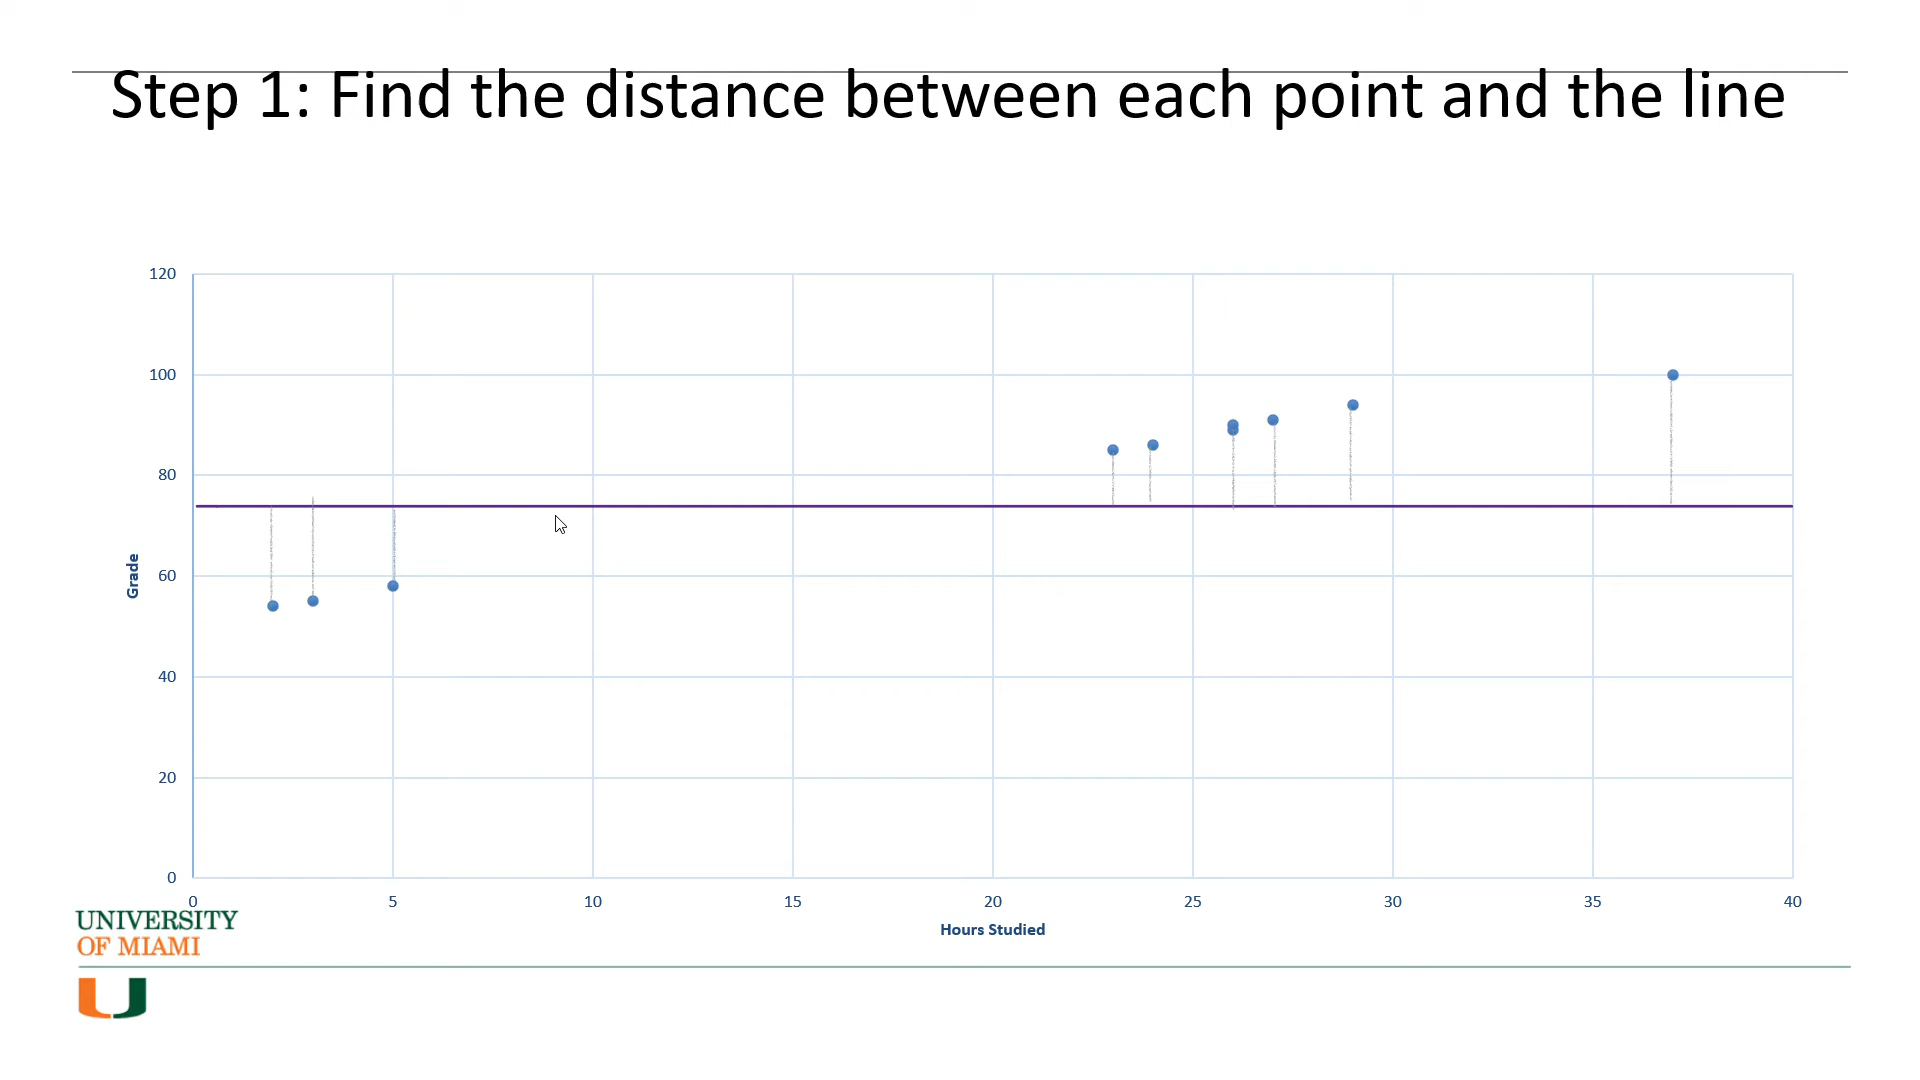 Step 1: Find the distance between each point and the line
120
100
80
60
40
20
0
Grade
0 5 10 15 20 25 30 35 40
Hours Studied
UNIVERSITY
OF MIAMI